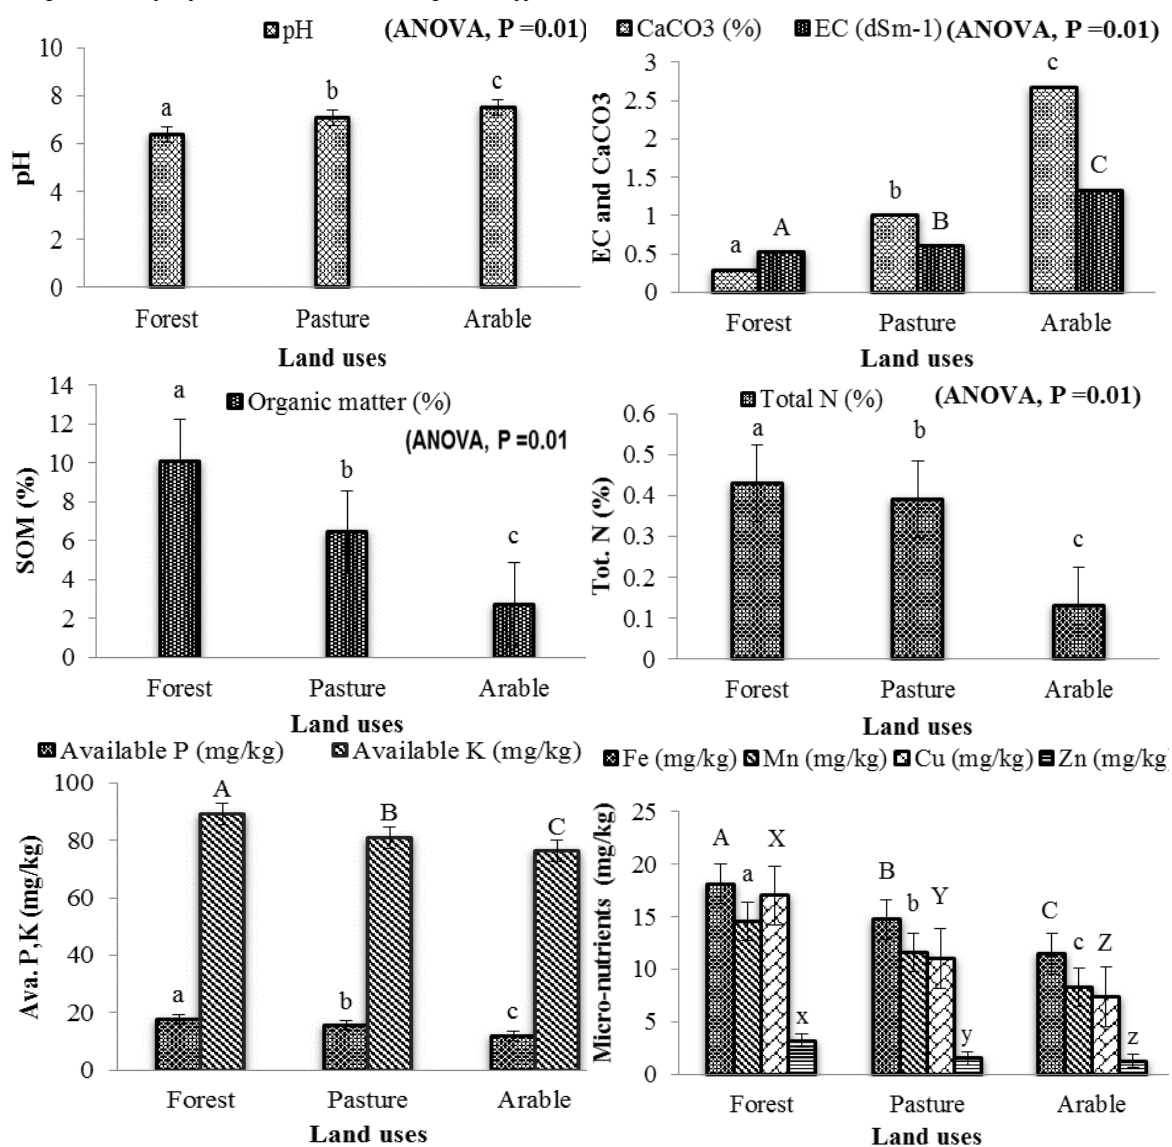 pH (ANOVA, P =0.01)
10
8
6
4
2
0
pH
a
b
c
Forest Pasture Arable
Land uses
CaCO3 (%) EC (dSm-1) (ANOVA, P =0.01)
3
2.5
2
1.5
1
0.5
0
EC and CaCO3
a
A
b
B
c
C
Forest Pasture Arable
Land uses
14
12
10
8
6
4
2
0
SOM (%)
Organic matter (%)
(ANOVA, P =0.01
a
b
c
Forest Pasture Arable
Land uses
Total N (%) (ANOVA, P =0.01)
0.6
0.5
0.4
0.3
0.2
0.1
0
Tot. N (%)
a
b
c
Forest Pasture Arable
Land uses
Available P (mg/kg) Available K (mg/kg)
100
80
60
40
20
0
Ava. P,K (mg/kg)
a
A
b
B
c
C
Forest Pasture Arable
Land uses
Fe (mg/kg) Mn (mg/kg) Cu (mg/kg) Zn (mg/kg
25
20
15
10
5
0
Micro-nutrients (mg/kg)
A
a
X
x
B
b
Y
y
C
c
Z
z
Forest Pasture Arable
Land uses